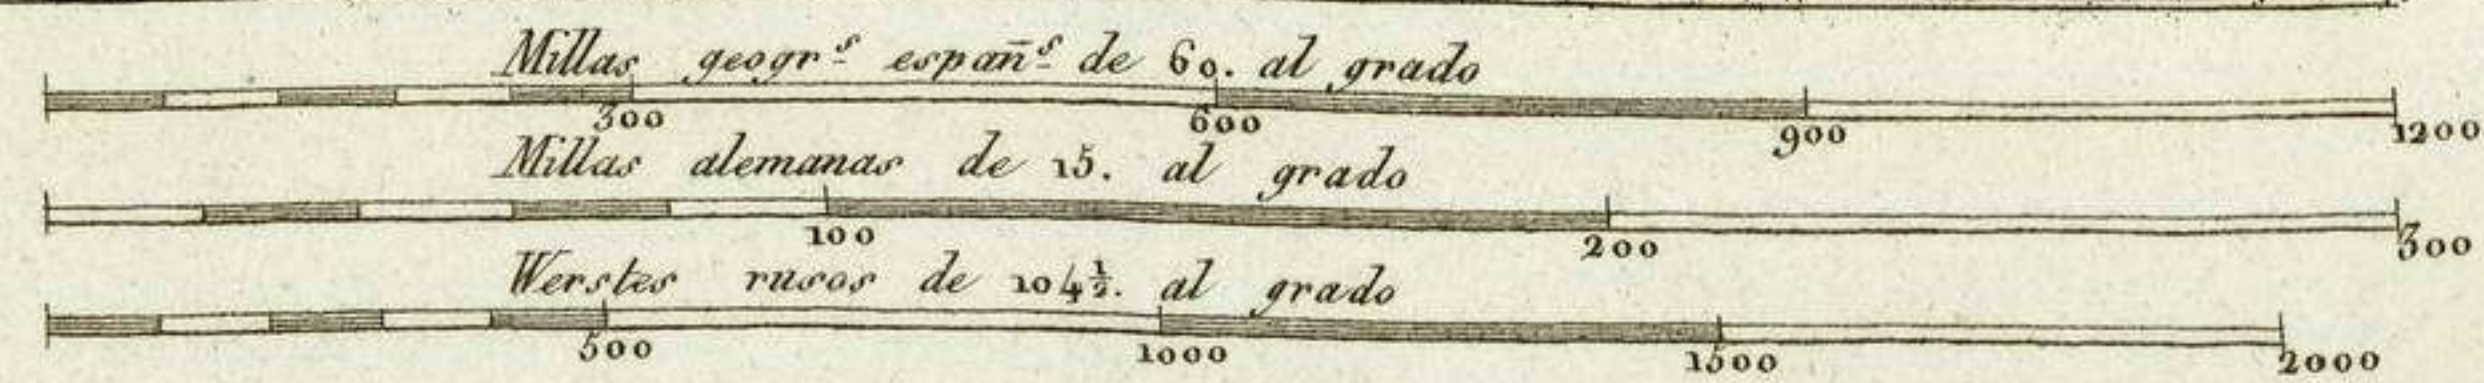 Millas geogr.s españ.s de 60. al grado
300 600 900 1200
Millas alemanas de 15. al grado
100 200 300
Werstes rusos de 104½. al grado
500 1000 1500 2000